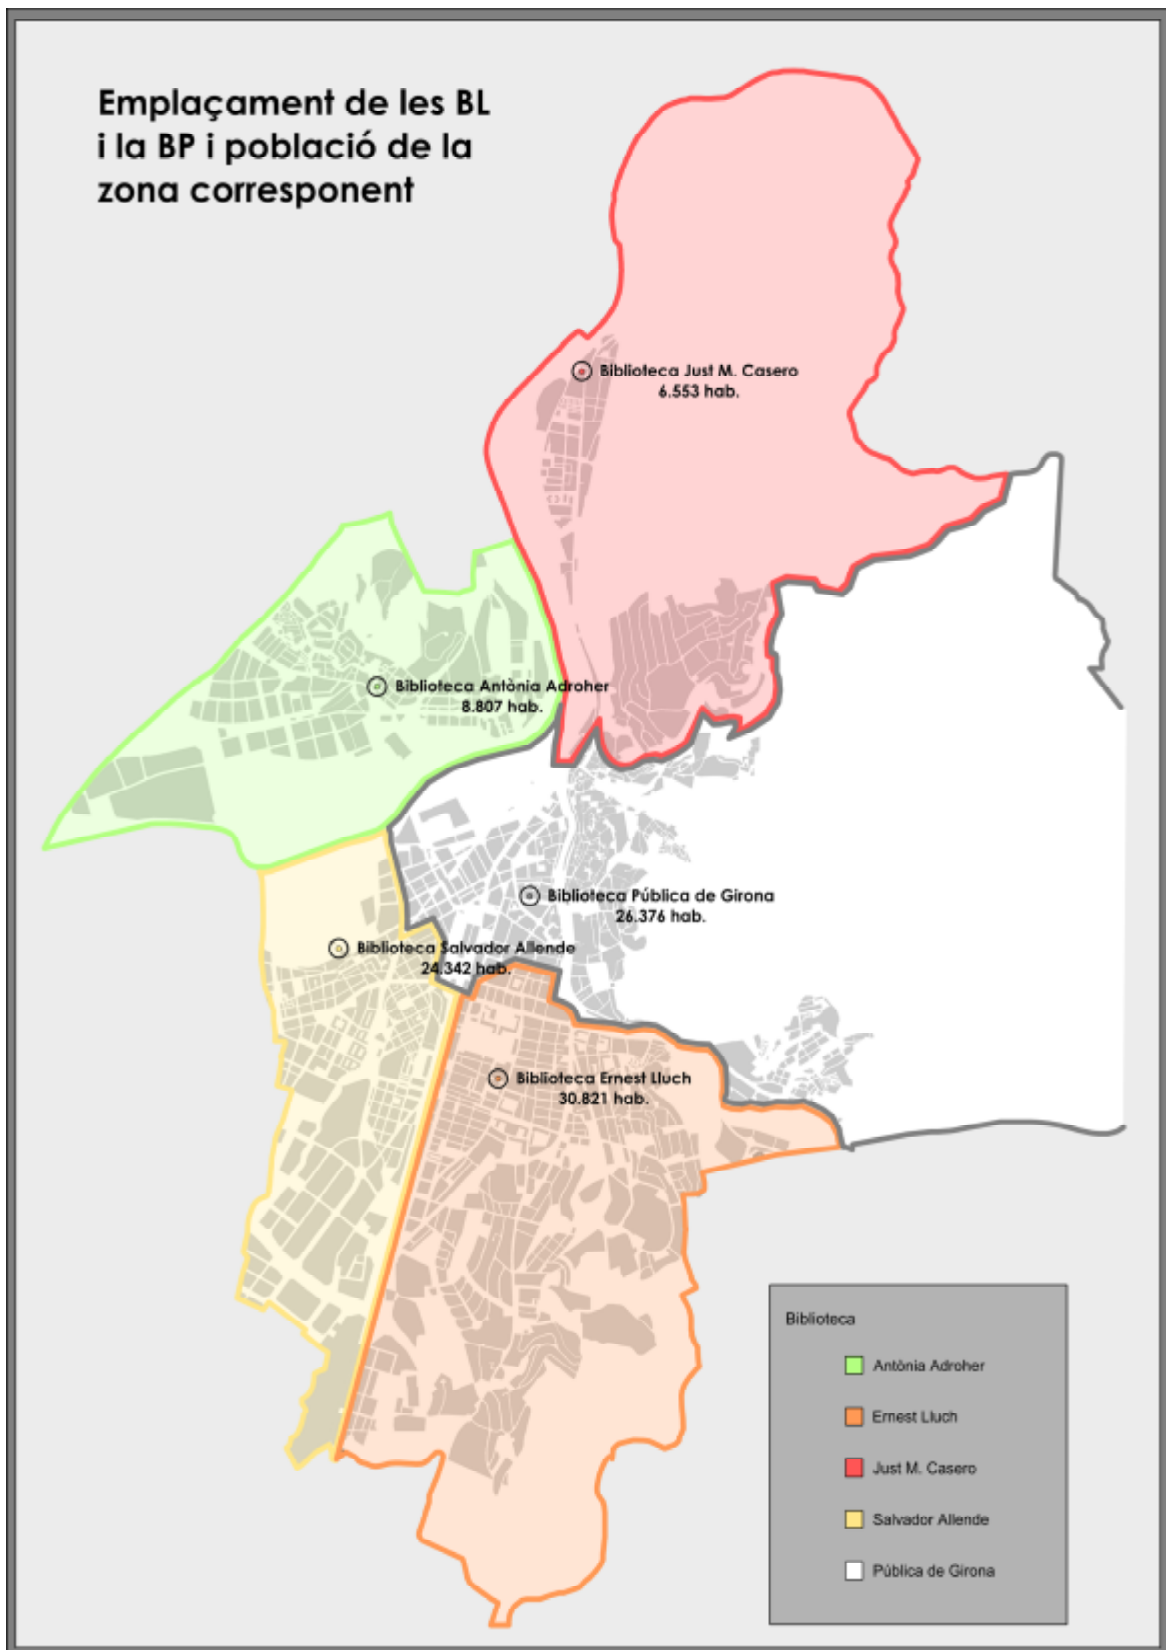 Emplaçament de les BL
i la BP i població de la
zona corresponent
Biblioteca Just M. Casero
6.553 hab.
Biblioteca Antònia Adroher
8.807 hab.
Biblioteca Pública de Girona
26.376 hab.
Biblioteca Salvador Allende
24.342 hab.
Biblioteca Ernest Lluch
30.821 hab.
Biblioteca
Antònia Adroher
Ernest Lluch
Just M. Casero
Salvador Allende
Pública de Girona